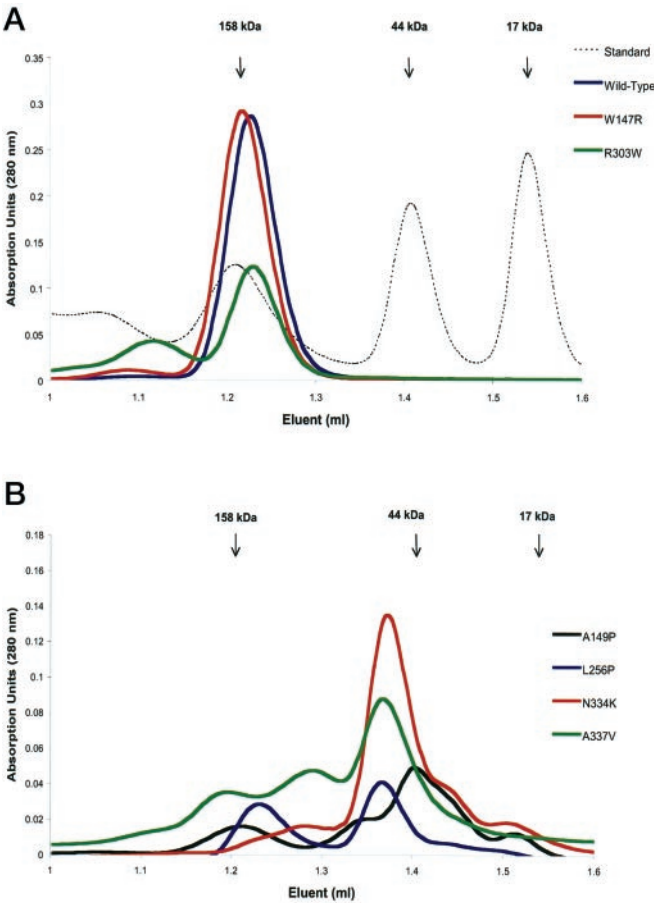 A
158 kDa 44 kDa 17 kDa
Standard
Wild-Type
W147R
R303W
Absorption Units (280 nm)
0.35
0.3
0.25
0.2
0.15
0.1
0.05
0
1 1.1 1.2 1.3 1.4 1.5 1.6
Eluent (ml)
B
158 kDa 44 kDa 17 kDa
A149P
L256P
N334K
A337V
Absorption Units (280 nm)
0.18
0.16
0.14
0.12
0.1
0.08
0.06
0.04
0.02
0
1 1.1 1.2 1.3 1.4 1.5 1.6
Eluent (ml)